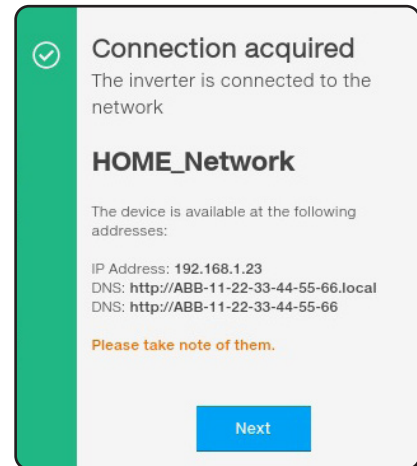 Connection acquired
The inverter is connected to the
network
HOME_Network
The device is available at the following
addresses:
IP Address: 192.168.1.23
DNS: http://ABB-11-22-33-44-55-66.local
DNS: http://ABB-11-22-33-44-55-66
Please take note of them.
Next